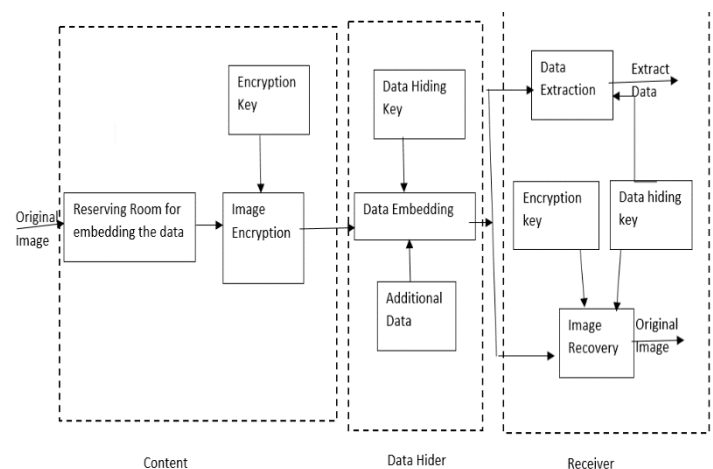 Original
Image
Reserving Room for
embedding the data
Encryption
Key
Image
Encryption
Data Hiding
Key
Data Embedding
Additional
Data
Data
Extraction
Extract
Data
Encryption
key
Data hiding
key
Image
Recovery
Original
Image
Content
Data Hider
Receiver